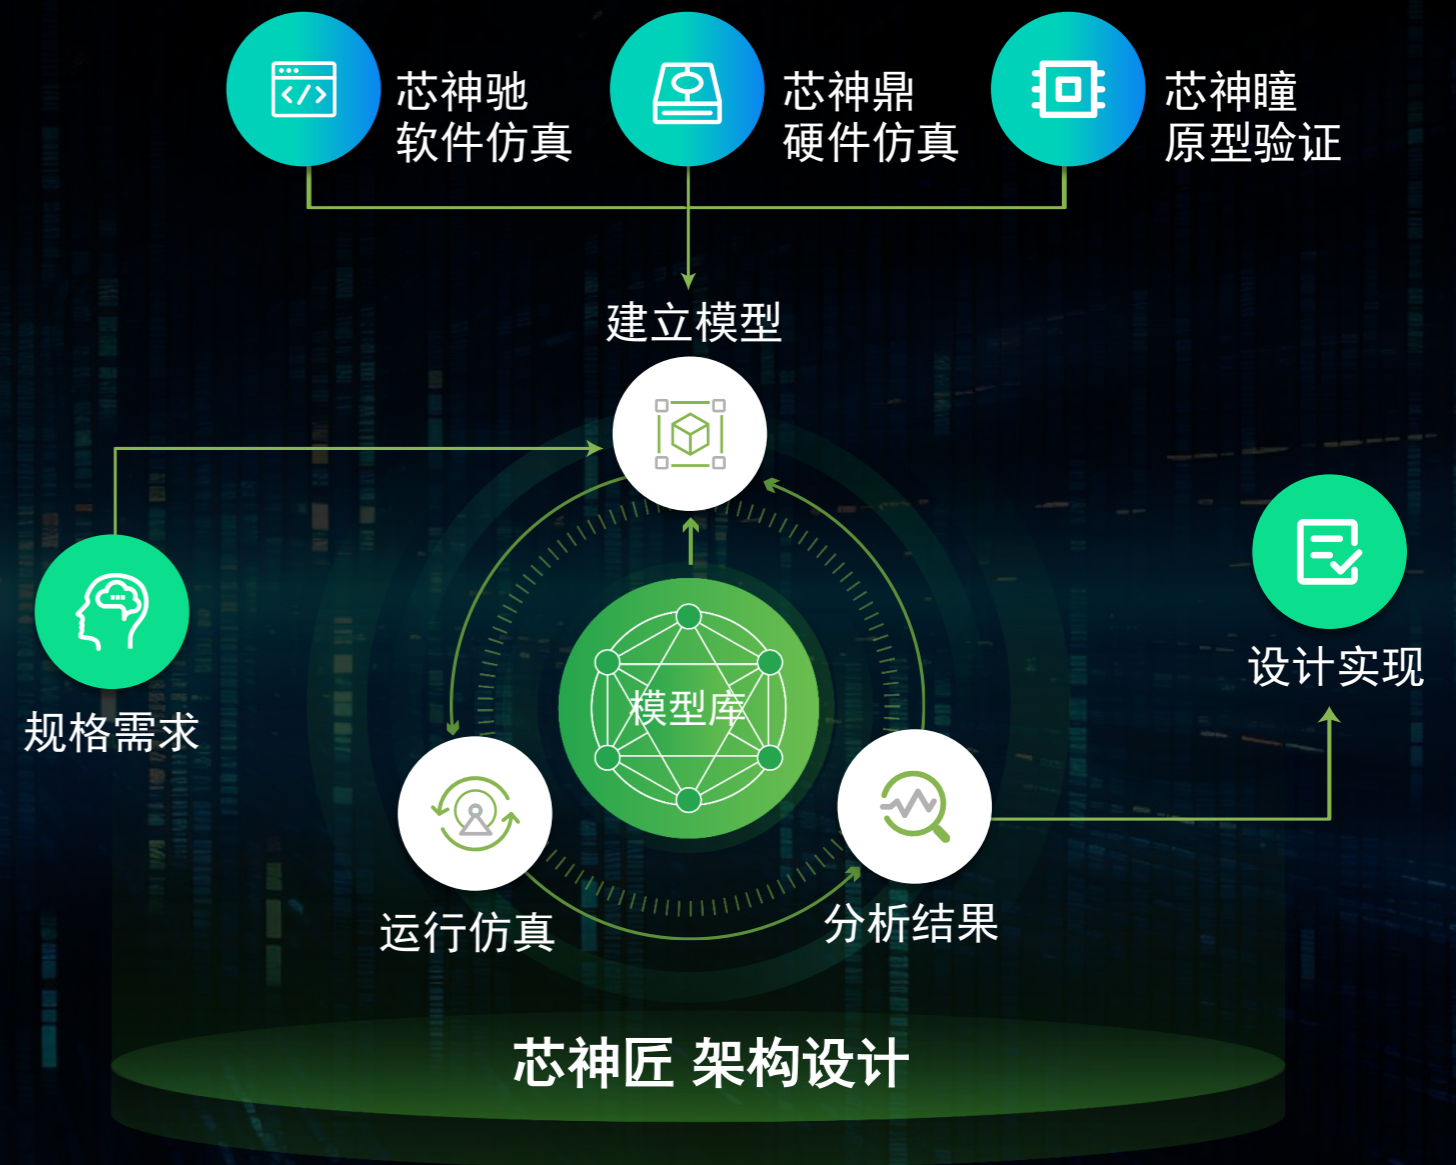 芯神驰
软件仿真
芯神鼎
硬件仿真
芯神瞳
原型验证
建立模型
规格需求
模型库
设计实现
运行仿真
分析结果
芯神匠 架构设计